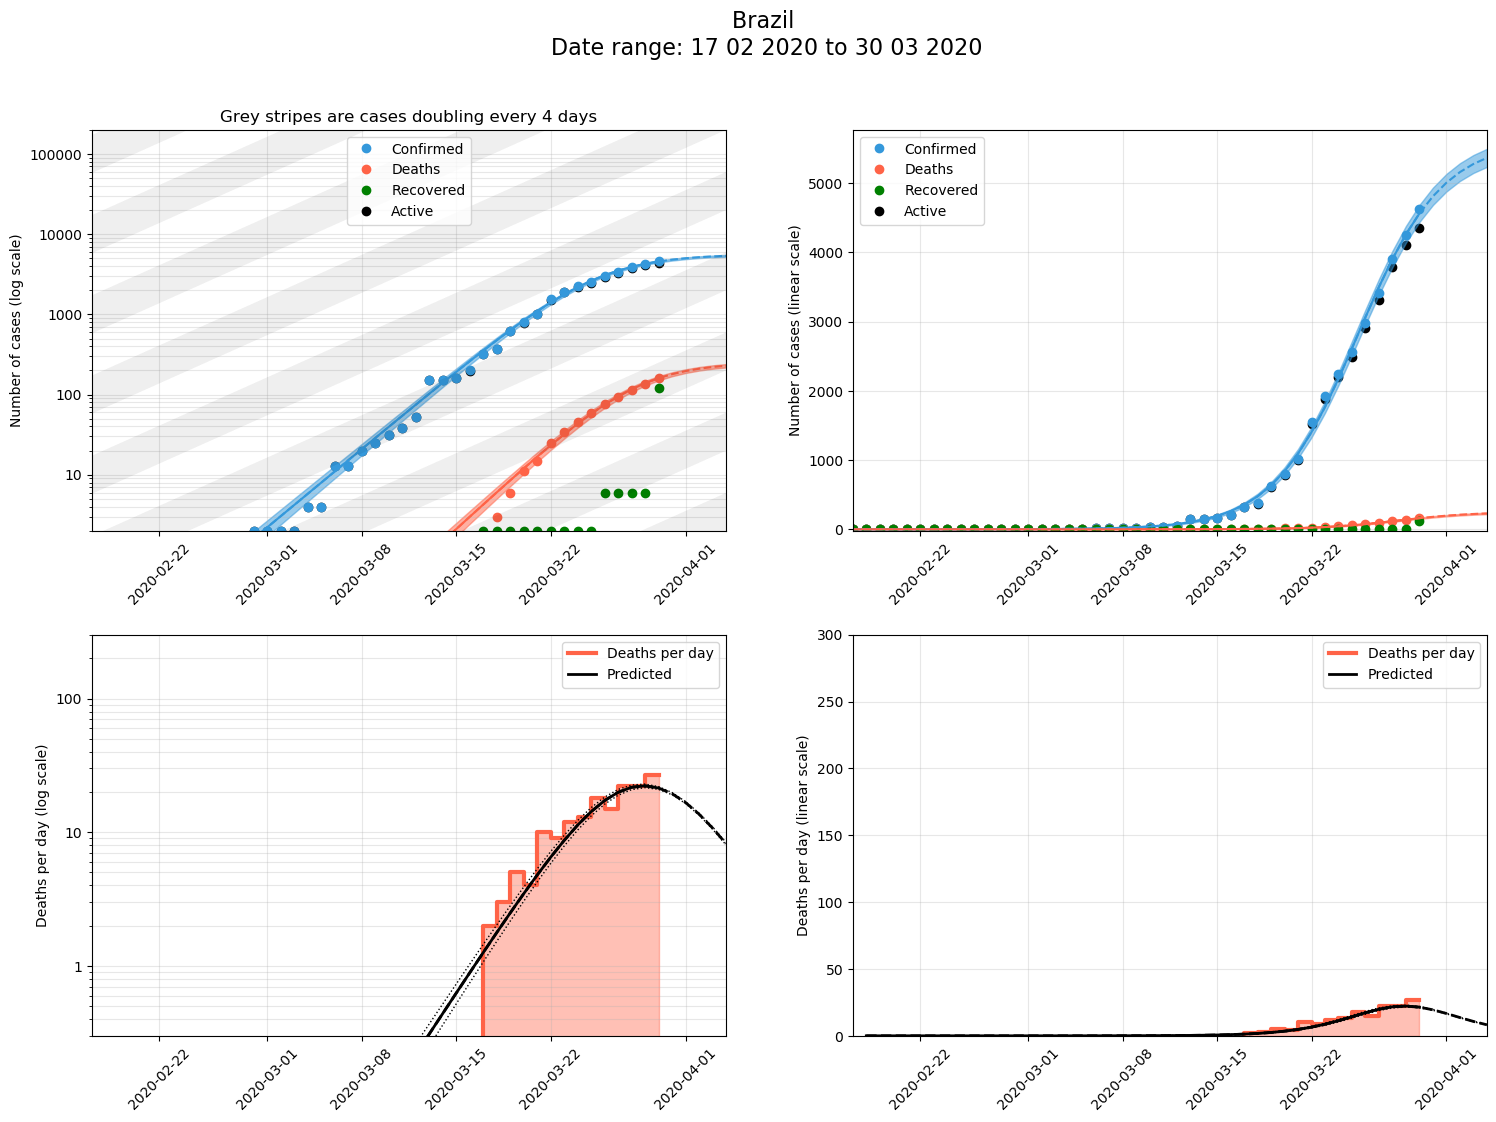 Brazil
Date range: 17 02 2020 to 30 03 2020
Grey stripes are cases doubling every 4 days
Number of cases (log scale)
100000
10000
1000
100
10
Confirmed
Deaths
Recovered
Active
2020-02-22
2020-03-01
2020-03-08
2020-03-15
2020-03-22
2020-04-01
Number of cases (linear scale)
5000
4000
3000
2000
1000
0
Confirmed
Deaths
Recovered
Active
2020-02-22
2020-03-01
2020-03-08
2020-03-15
2020-03-22
2020-04-01
Deaths per day (log scale)
100
10
1
Deaths per day
Predicted
2020-02-22
2020-03-01
2020-03-08
2020-03-15
2020-03-22
2020-04-01
Deaths per day (linear scale)
300
250
200
150
100
50
0
Deaths per day
Predicted
2020-02-22
2020-03-01
2020-03-08
2020-03-15
2020-03-22
2020-04-01